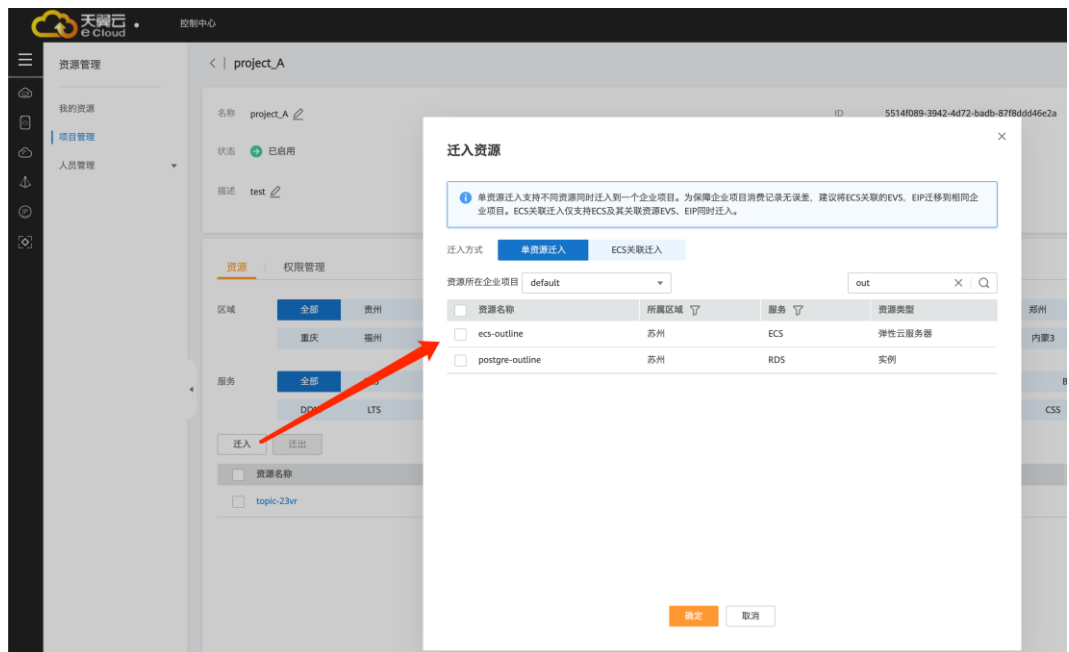 天翼云
e Cloud
控制中心
资源管理
我的资源
项目管理
人员管理
project_A
名称 project_A
ID 5514f089-3942-4d72-badb-87f8ddd46e2a
状态 已启用
描述 test
资源 权限管理
区域 全部 贵州 郑州
重庆 福州 内蒙3
服务 全部
LTS CSS
迁入 迁出
资源名称
topic-23vr
迁入资源
单资源迁入支持不同资源同时迁入到一个企业项目。为保障企业项目消费记录无误差，建议将ECS关联的EVS，EIP迁移到相同企
业项目。ECS关联迁入仅支持ECS及其关联资源EVS、EIP同时迁入。
迁入方式 单资源迁入 ECS关联迁入
资源所在企业项目 default out
资源名称 所属区域 服务 资源类型
ecs-outline 苏州 ECS 弹性云服务器
postgre-outline 苏州 RDS 实例
确定 取消